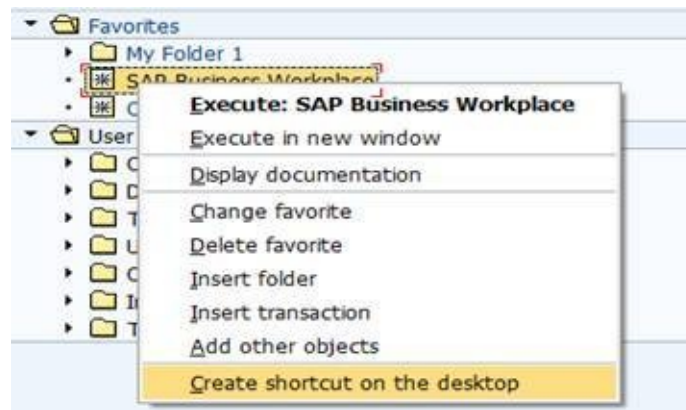 Favorites
My Folder 1
SAP Business Workplace
Execute: SAP Business Workplace
Execute in new window
User
Display documentation
Change favorite
Delete favorite
Insert folder
Insert transaction
Add other objects
Create shortcut on the desktop